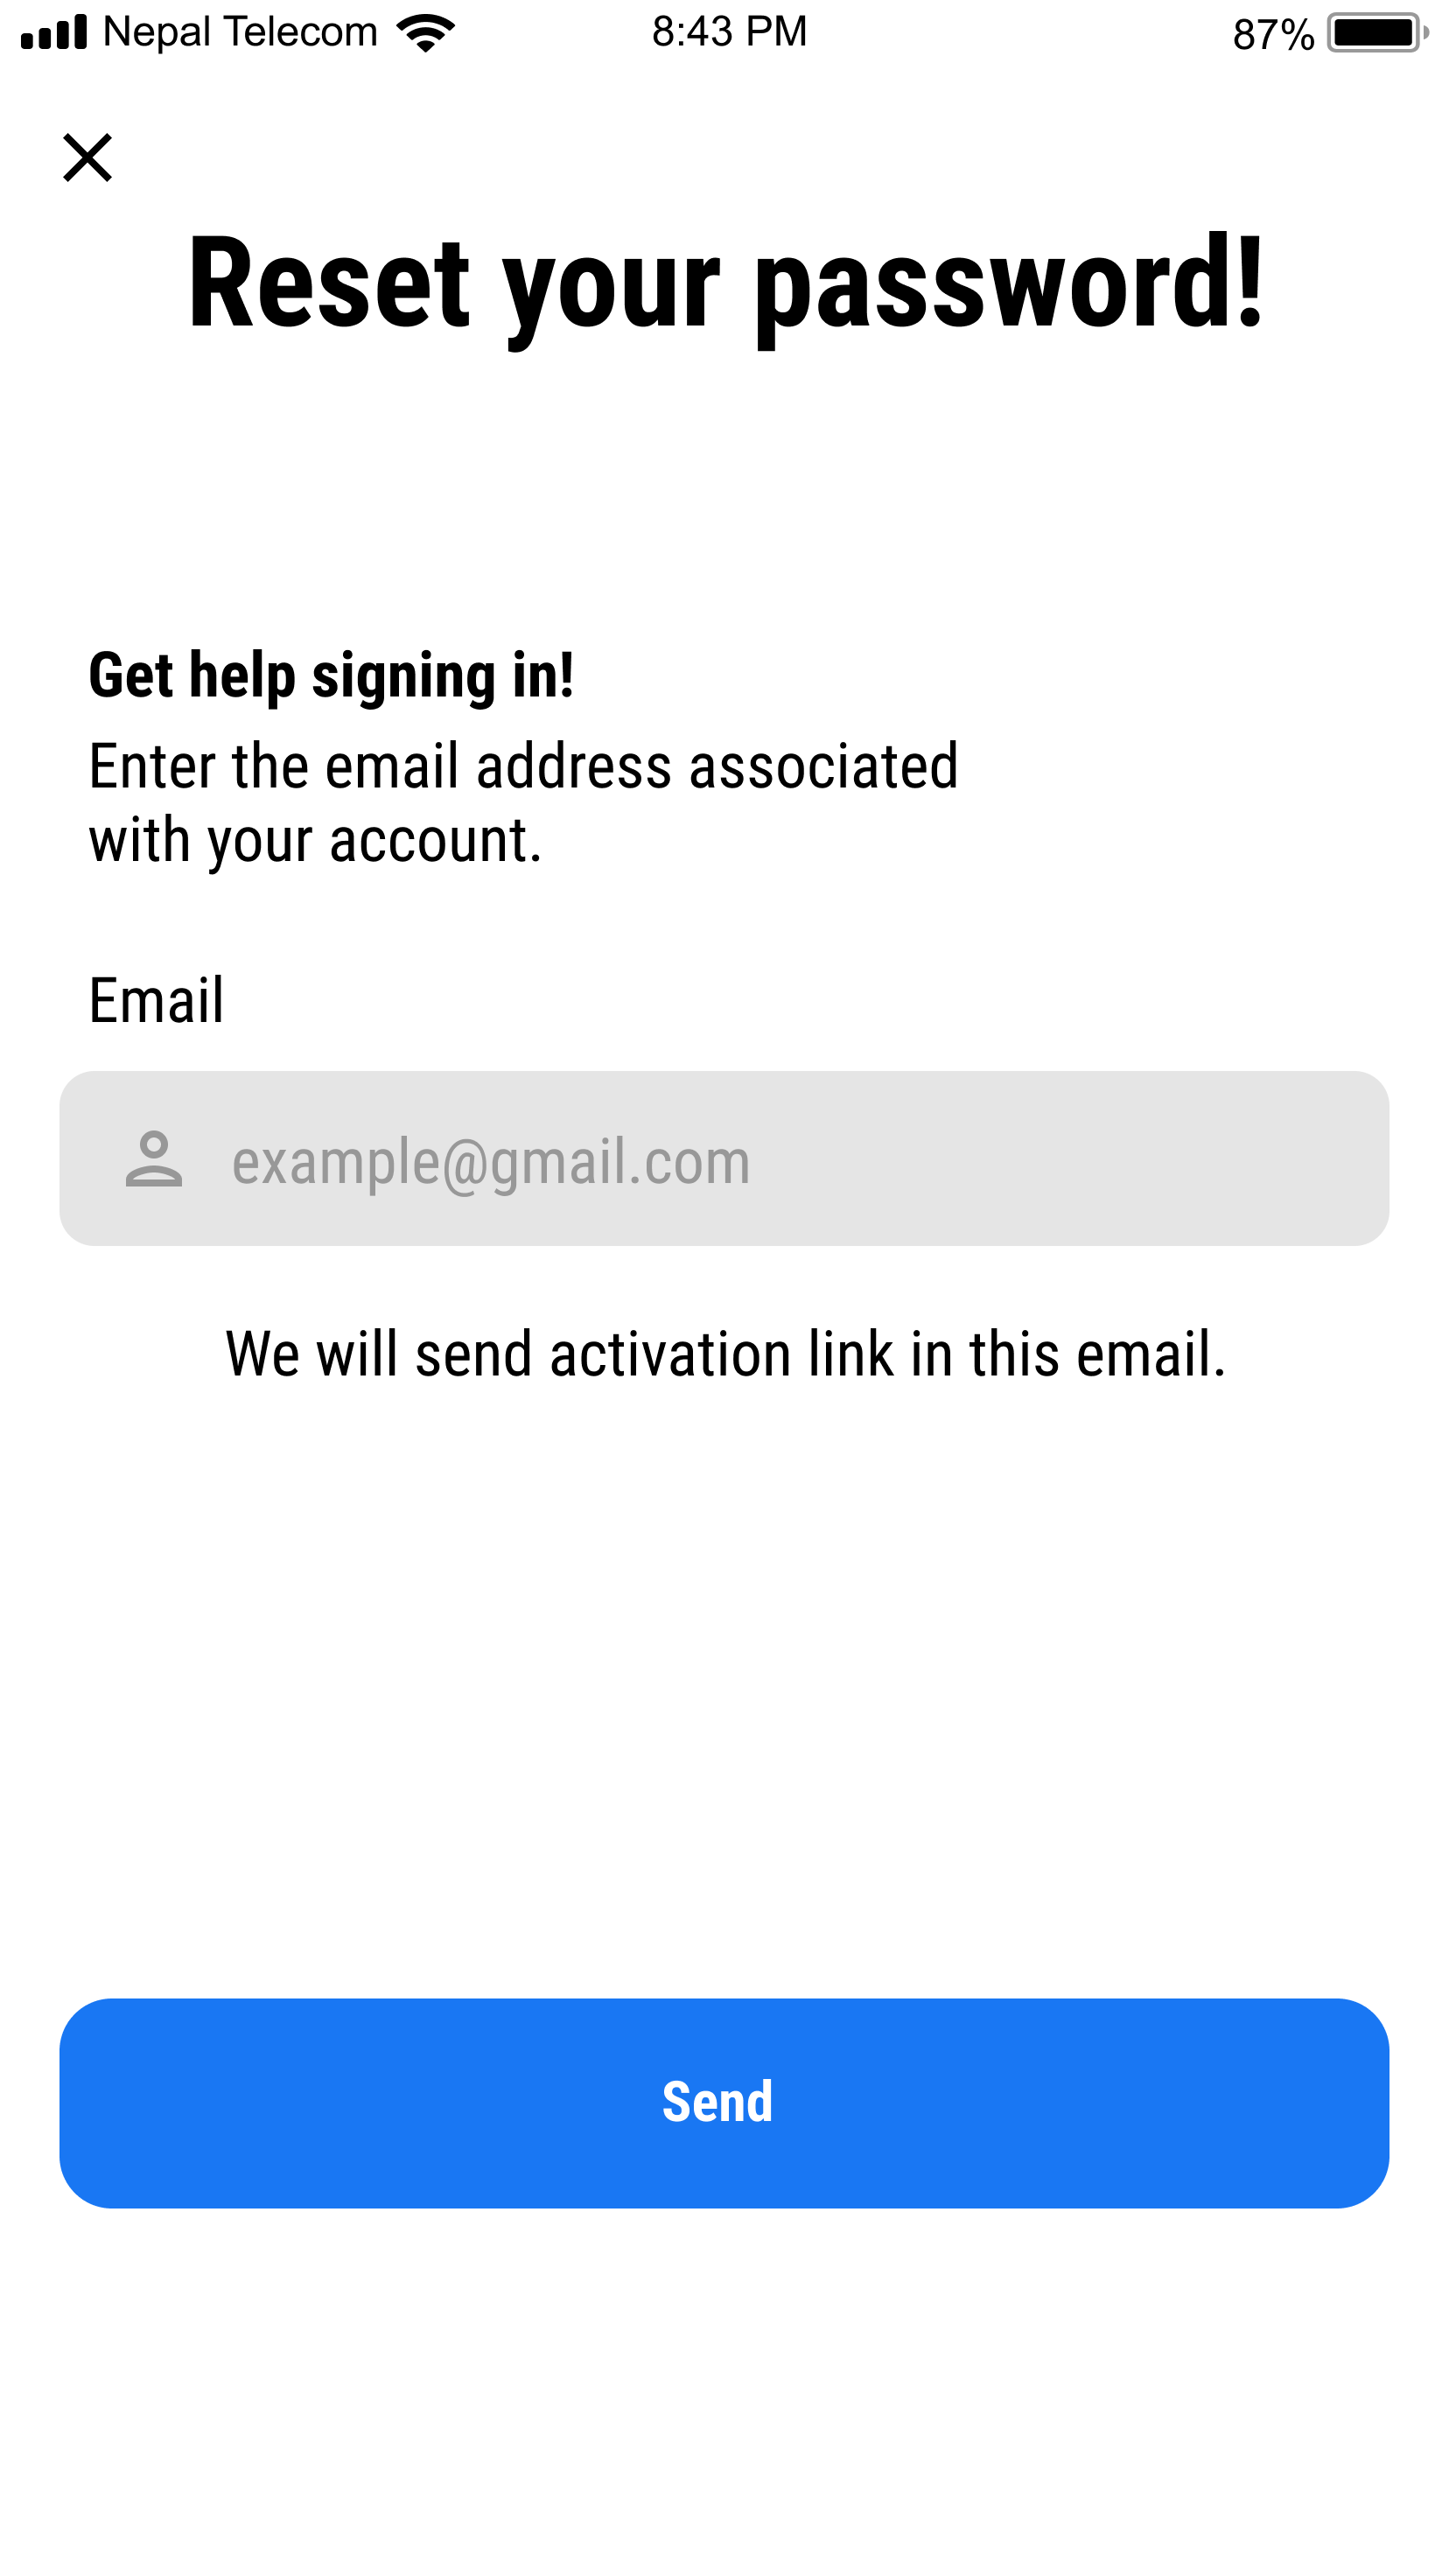 Nepal Telecom 8:43 PM 87%
Reset your password!
Get help signing in!
Enter the email address associated
with your account.
Email
example@gmail.com
We will send activation link in this email.
Send